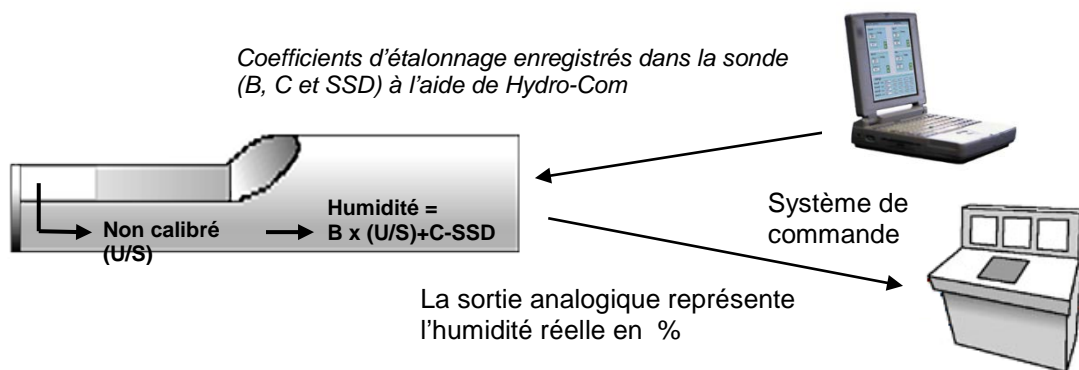 Coefficients d’étalonnage enregistrés dans la sonde
(B, C et SSD) à l’aide de Hydro-Com
Non calibré
(U/S)
Humidité =
B x (U/S)+C-SSD
Système de
commande
La sortie analogique représente
l’humidité réelle en %